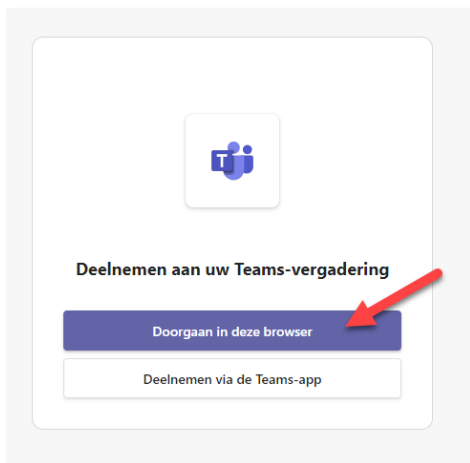 T
Deelnemen aan uw Teams-vergadering
Doorgaan in deze browser
Deelnemen via de Teams-app